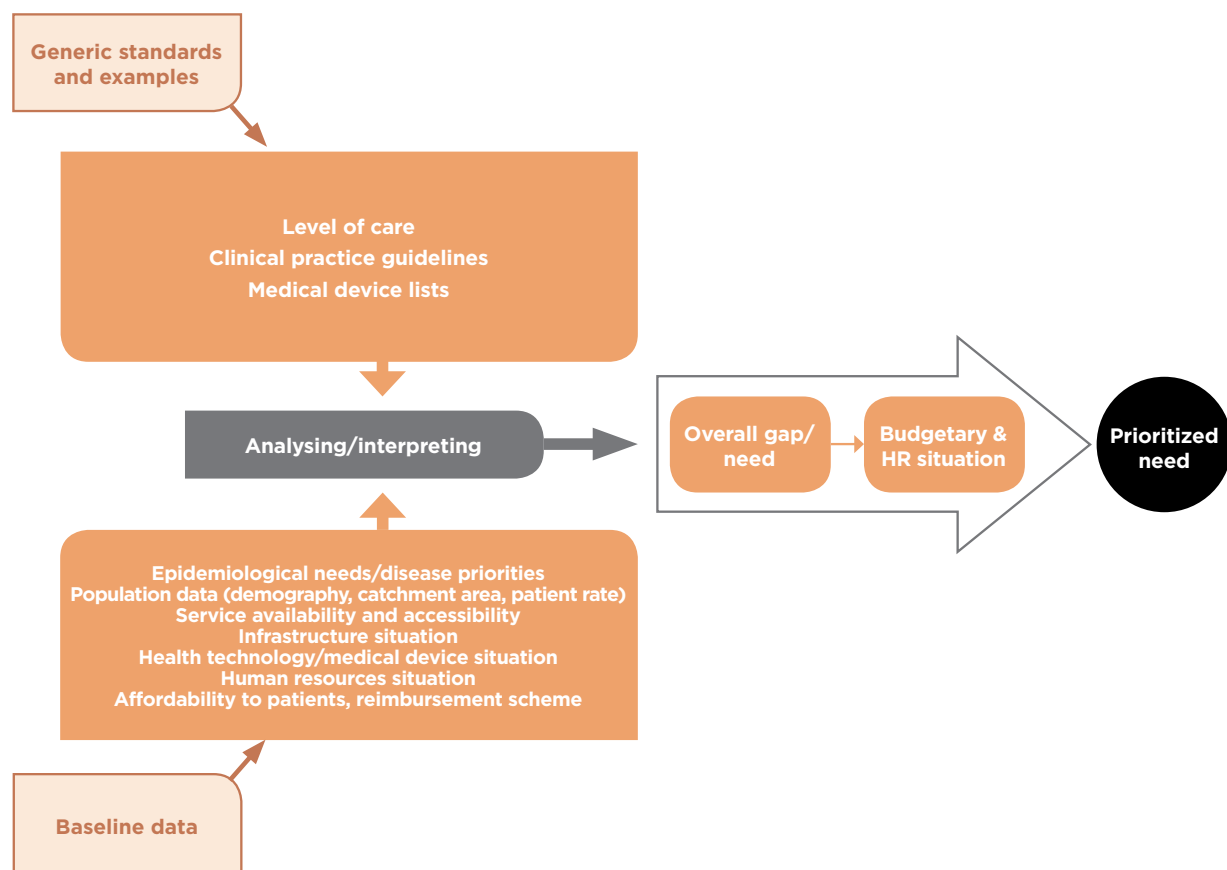 Generic standards
and examples
Level of care
Clinical practice guidelines
Medical device lists
Analysing/interpreting
Overall gap/
need
Budgetary &
HR situation
Prioritized
need
Epidemiological needs/disease priorities
Population data (demography, catchment area, patient rate)
Service availability and accessibility
Infrastructure situation
Health technology/medical device situation
Human resources situation
Affordability to patients, reimbursement scheme
Baseline data